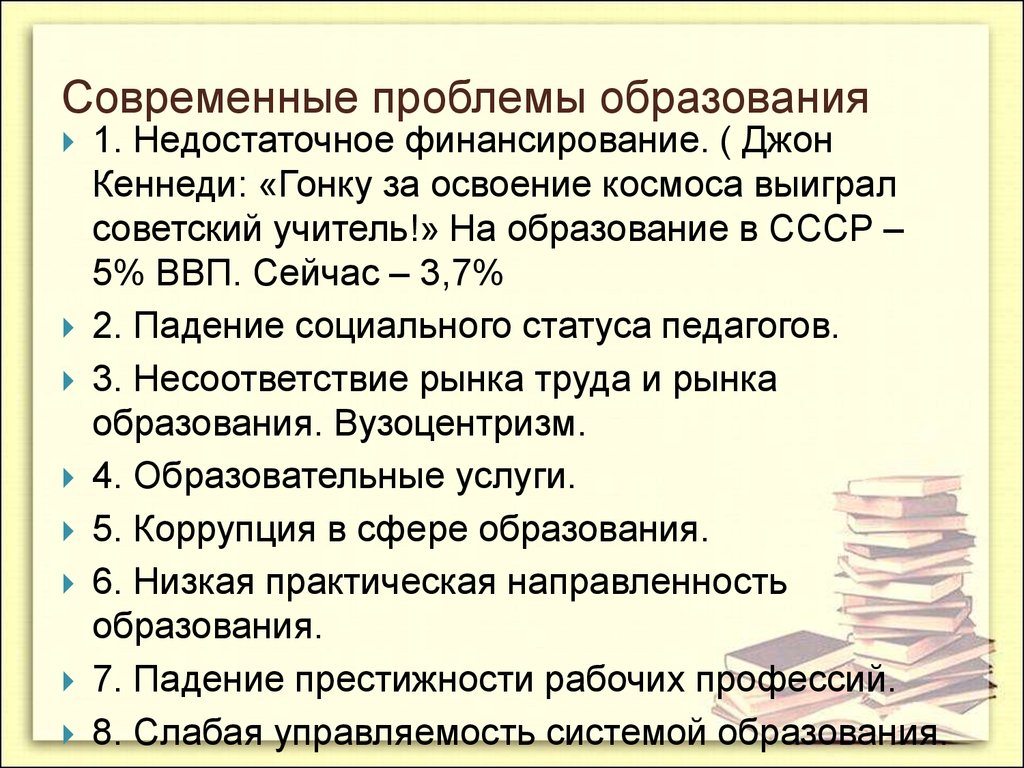 Современные проблемы образования
1. Недостаточное финансирование. ( Джон
Кеннеди: «Гонку за освоение космоса выиграл
советский учитель!» На образование в СССР –
5% ВВП. Сейчас – 3,7%
2. Падение социального статуса педагогов.
3. Несоответствие рынка труда и рынка
образования. Вузоцентризм.
4. Образовательные услуги.
5. Коррупция в сфере образования.
6. Низкая практическая направленность
образования.
7. Падение престижности рабочих профессий.
8. Слабая управляемость системой образования.